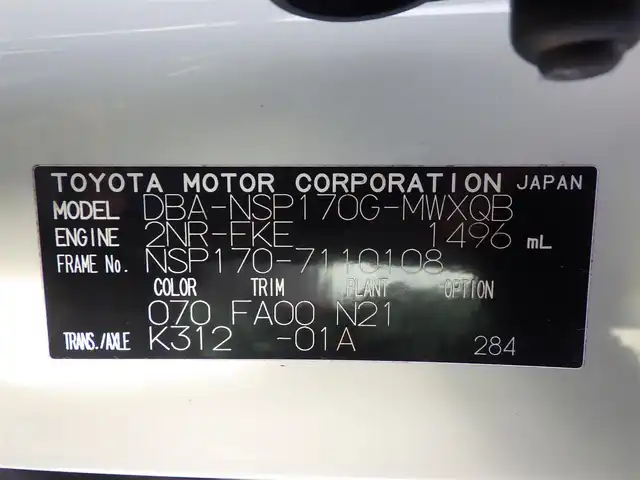 TOYOTA MOTOR CORPORATION JAPAN
MODEL DBA-NSP170G-MWXQB
ENGINE 2NR-FKE 1496 mL
FRAME No. NSP170-7110108
COLOR TRIM PLANT OPTION
070 FA00 N21
TRANS./AXLE K312 -01A 284